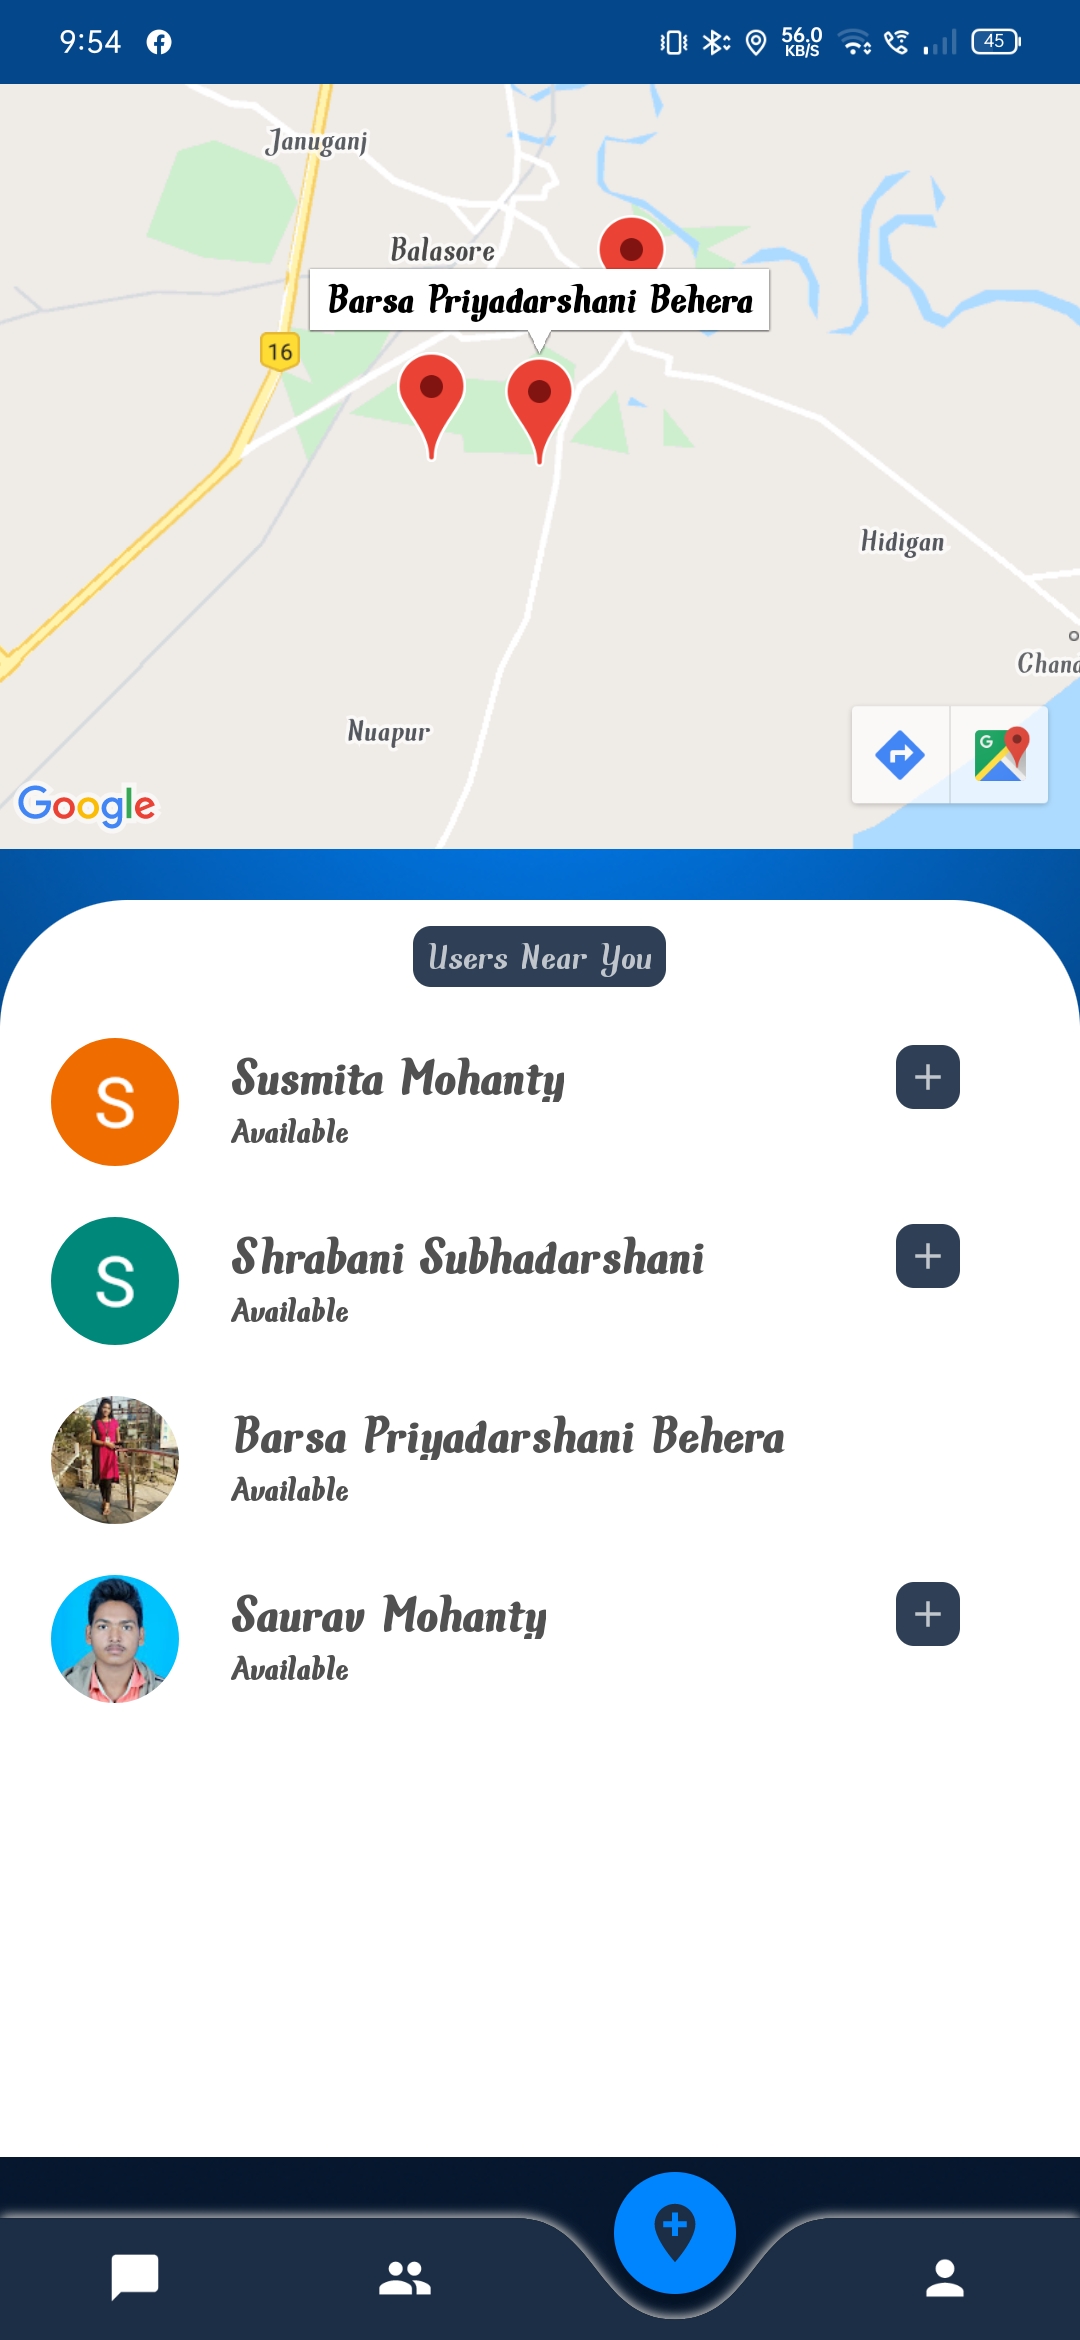 9:54
56.0
KB/S
45
Januganj
Balasore
Barsa Priyadarshani Behera
16
Hidigan
Chand
Nuapur
G
Google
Users Near You
S
Susmita Mohanty
Available
S
Shrabani Subhadarshani
Available
Barsa Priyadarshani Behera
Available
Saurav Mohanty
Available